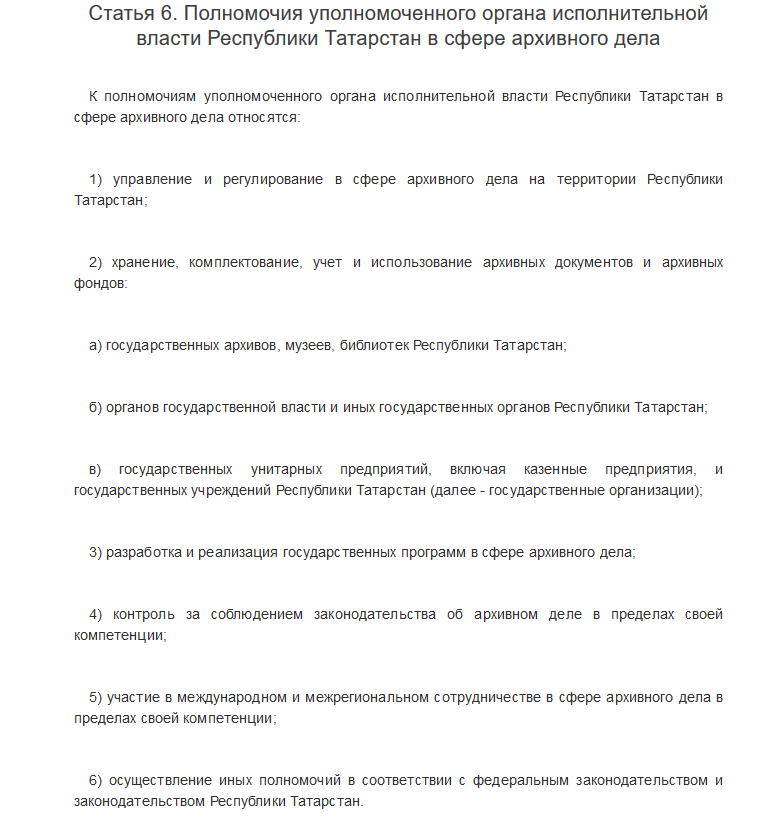 Статья 6. Полномочия уполномоченного органа исполнительной
власти Республики Татарстан в сфере архивного дела
К полномочиям уполномоченного органа исполнительной власти Республики Татарстан в
сфере архивного дела относятся:
1) управление и регулирование в сфере архивного дела на территории Республики
Татарстан;
2) хранение, комплектование, учет и использование архивных документов и архивных
фондов:
а) государственных архивов, музеев, библиотек Республики Татарстан;
б) органов государственной власти и иных государственных органов Республики Татарстан;
в) государственных унитарных предприятий, включая казенные предприятия, и
государственных учреждений Республики Татарстан (далее - государственные организации);
3) разработка и реализация государственных программ в сфере архивного дела;
4) контроль за соблюдением законодательства об архивном деле в пределах своей
компетенции;
5) участие в международном и межрегиональном сотрудничестве в сфере архивного дела в
пределах своей компетенции;
6) осуществление иных полномочий в соответствии с федеральным законодательством и
законодательством Республики Татарстан.